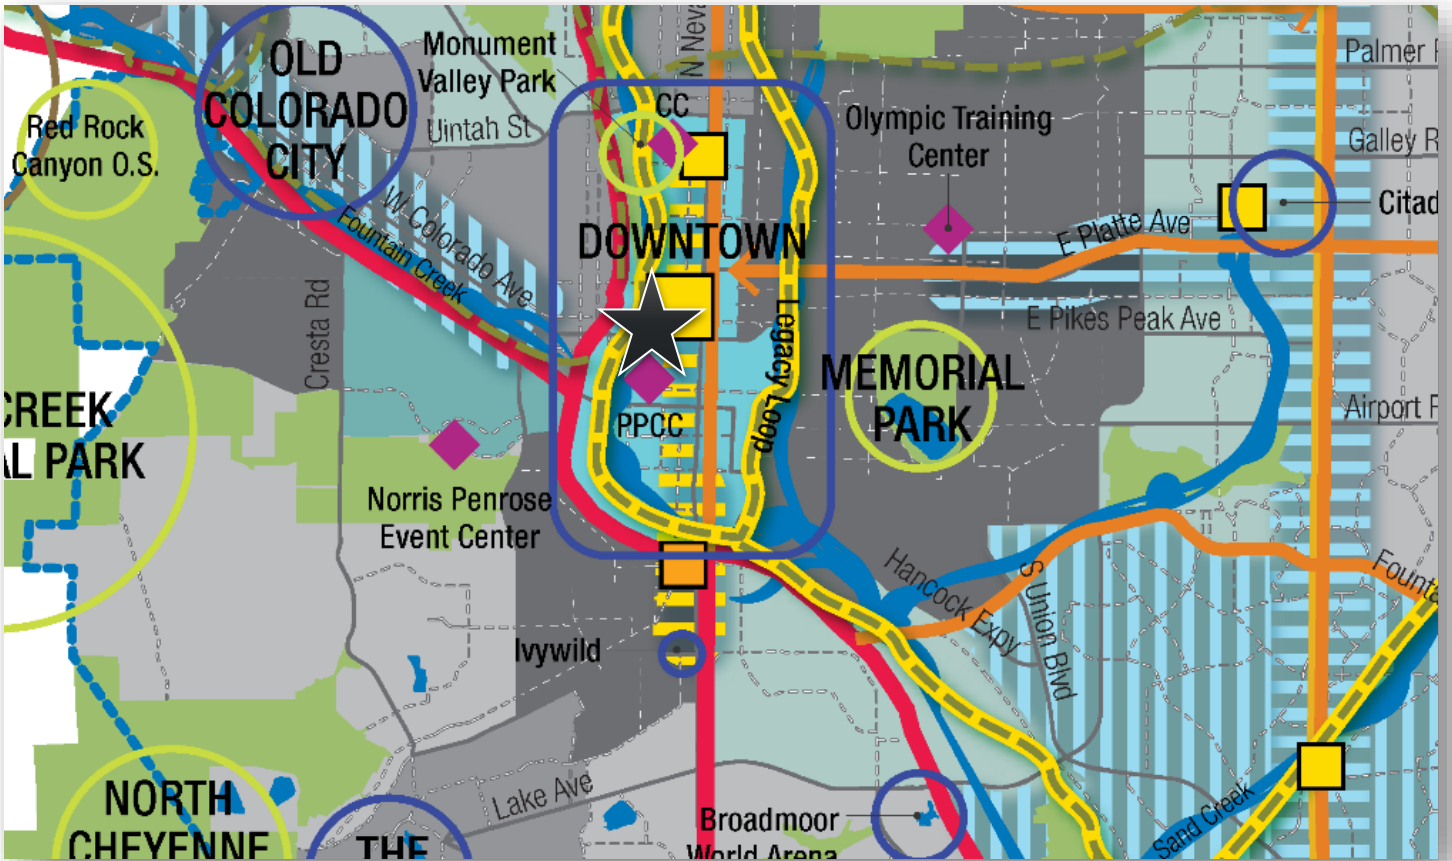 N Neva
OLD
COLORADO
CITY
Monument
Valley Park
Palmer
CC
Red Rock
Canyon O.S.
Uintah St
Olympic Training
Center
Galley R
W Colorado Ave
Fountain Creek
Citad
E Platte Ave
DOWNTOWN
Cresta Rd
E Pikes Peak Ave
Legacy Loop
MEMORIAL
PARK
CREEK
AL PARK
PPCC
Airport
Norris Penrose
Event Center
Hancock Expy
S Union Blvd
Founta
Ivywild
NORTH
CHEYENNE
Lake Ave
THE
Broadmoor
World Arena
Sand Creek